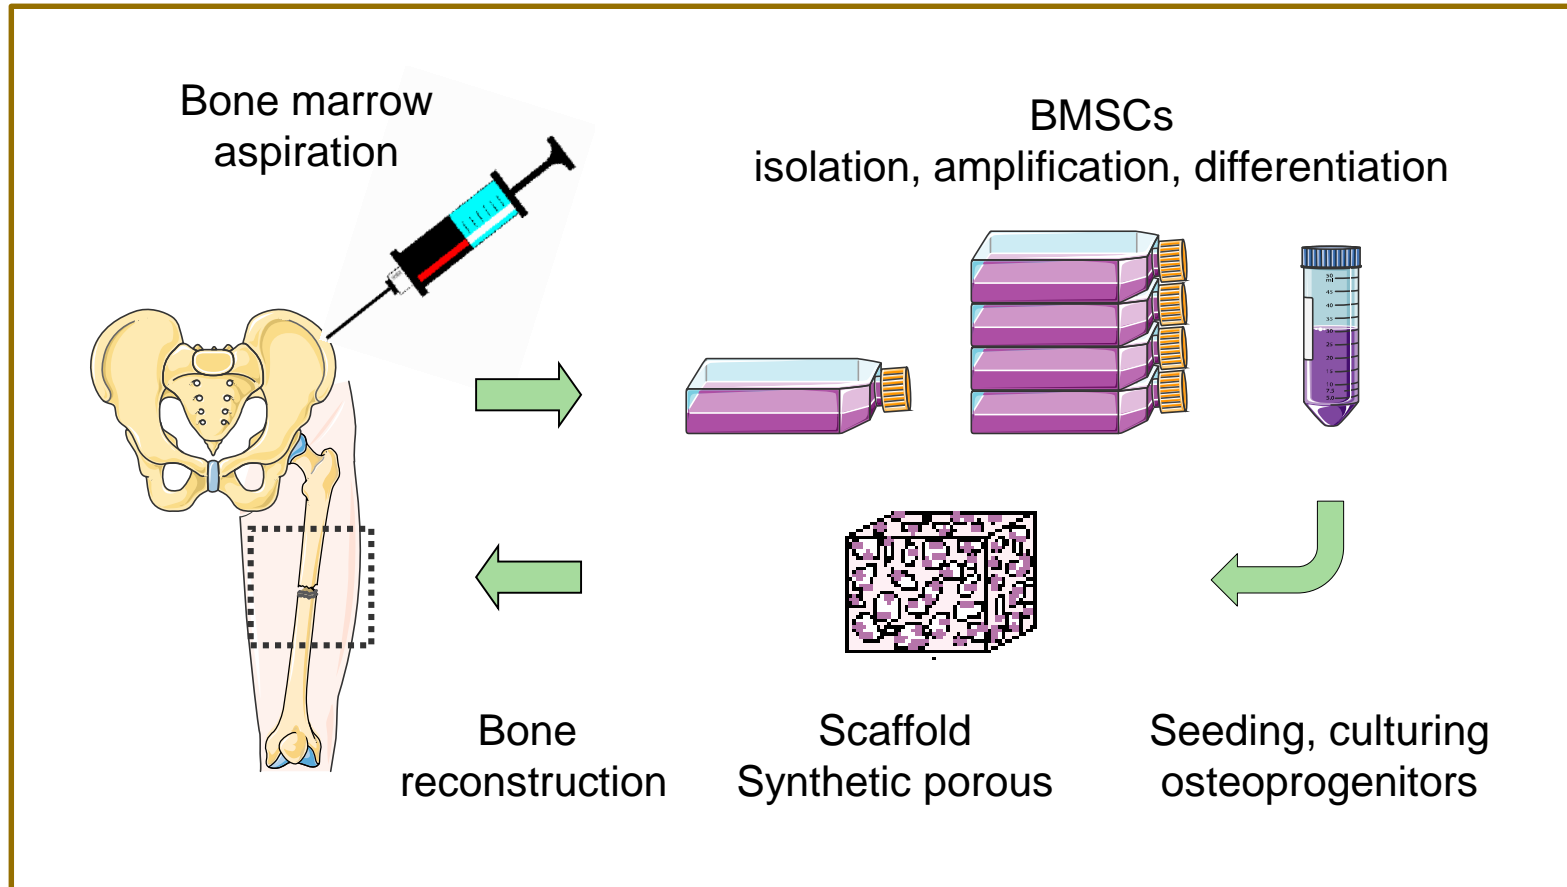 Bone marrow
aspiration
BMSCs
isolation, amplification, differentiation
Bone
reconstruction
Scaffold
Synthetic porous
Seeding, culturing
osteoprogenitors